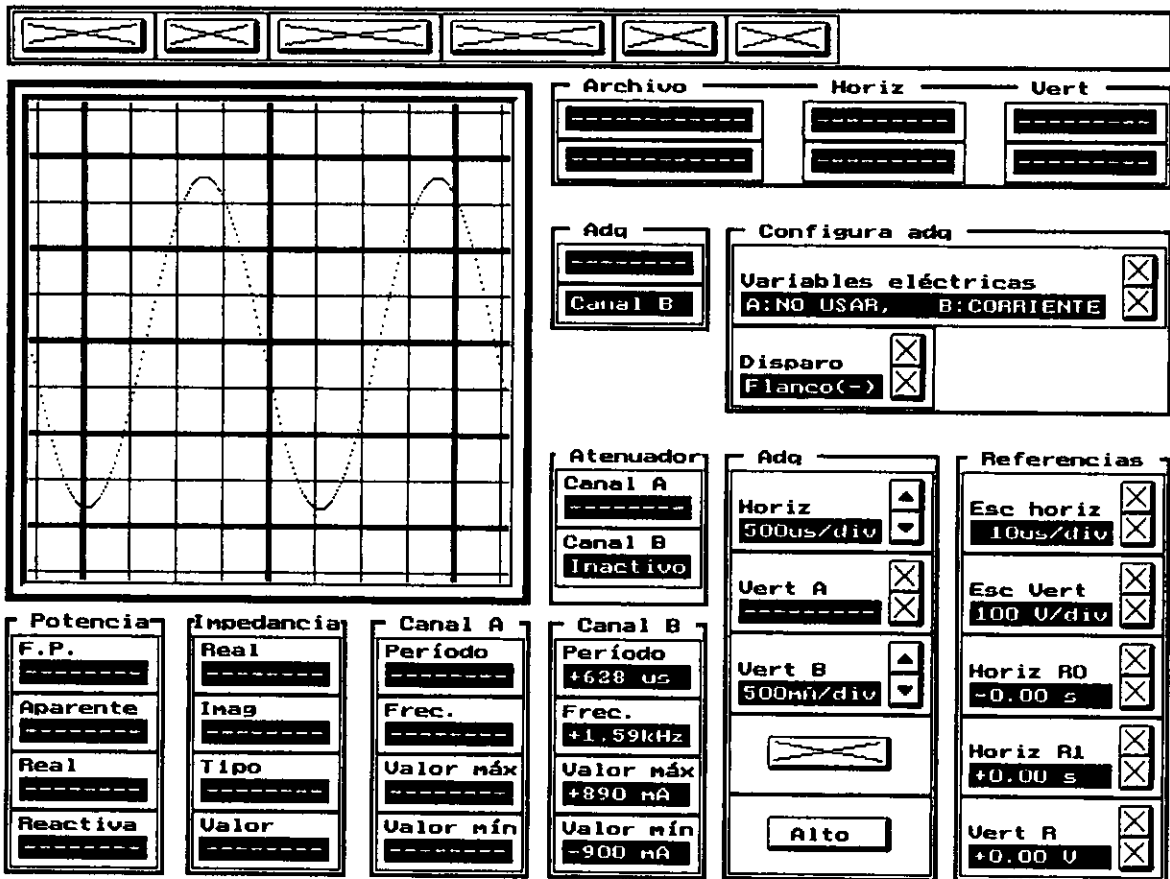 Archivo
Horiz
Vert
Adq
Canal B
Configura adq
Variables eléctricas
A:NO USAR, B:CORRIENTE
Disparo
Flanco(-)
Atenuador
Canal A
Canal B
Inactivo
Adq
Horiz
500us/div
Vert A
Vert B
500mA/div
Alto
Referencias
Esc horiz
10us/div
Esc Vert
100 V/div
Horiz R0
-0.00 s
Horiz R1
+0.00 s
Vert R
+0.00 V
Potencia
F.P.
Aparente
Real
Reactiva
Impedancia
Real
Imag
Tipo
Valor
Canal A
Período
Frec.
Valor máx
Valor mín
Canal B
Período
+628 us
Frec.
+1.59kHz
Valor máx
+890 mA
Valor mín
-900 mA